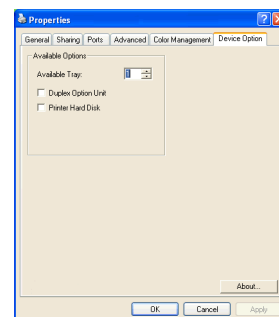 Properties
General Sharing Ports Advanced Color Management Device Option
Available Options
Available Tray: 1
Duplex Option Unit
Printer Hard Disk
About...
OK Cancel Apply